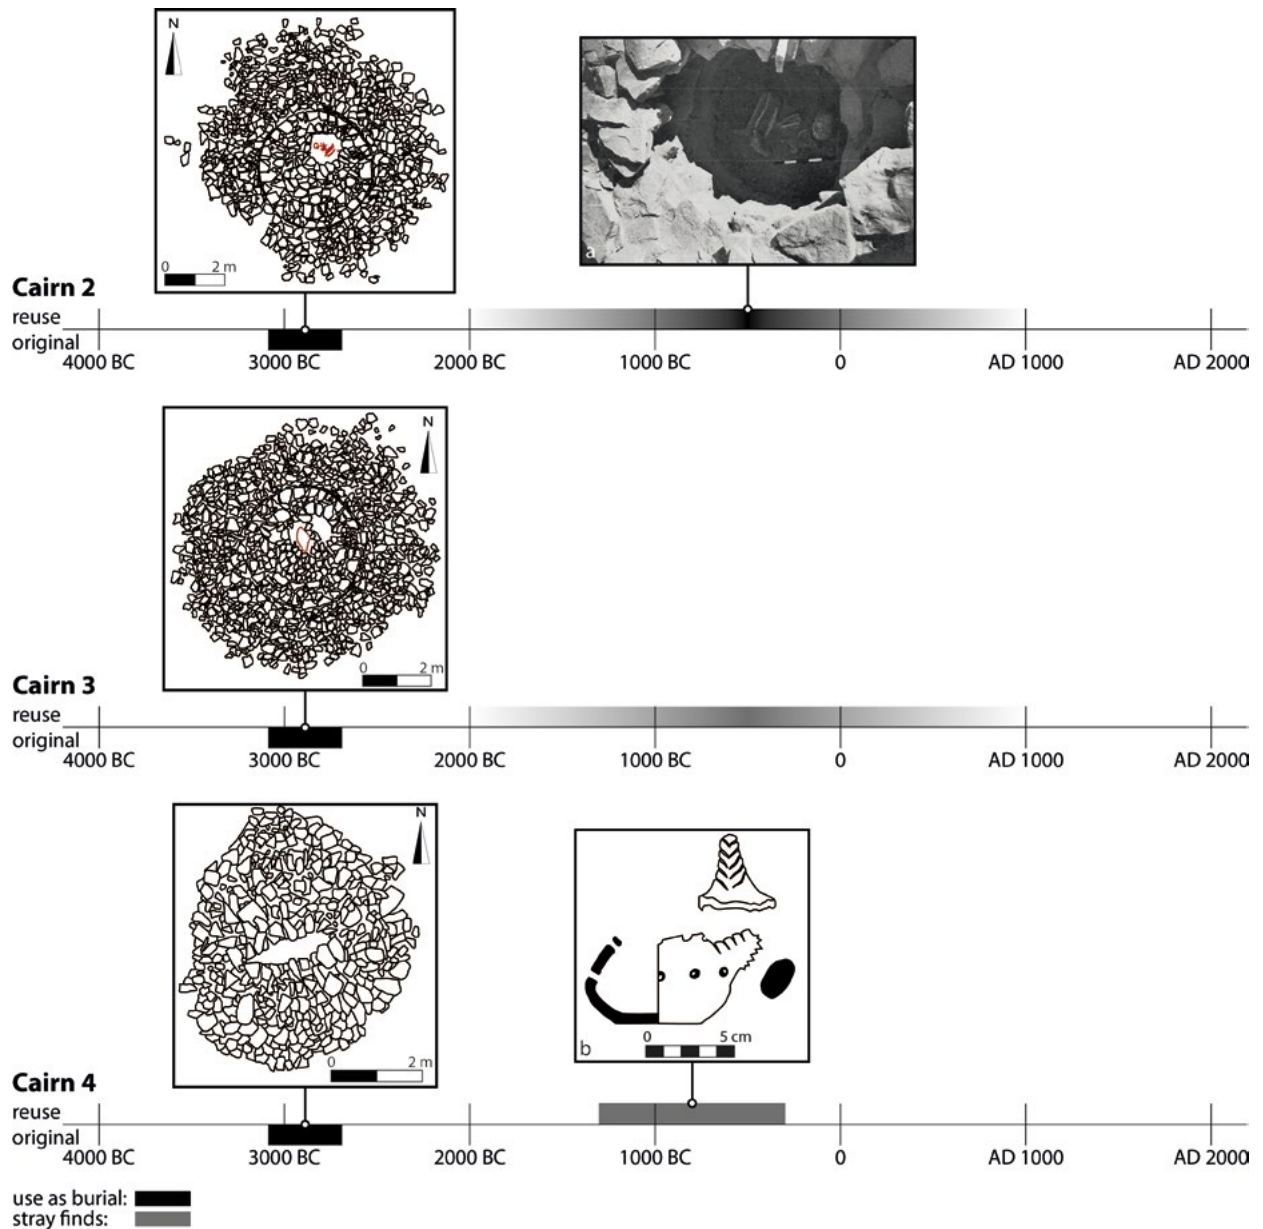 N
0 2 m
a
Cairn 2
reuse
original
4000 BC 3000 BC 2000 BC 1000 BC 0 AD 1000 AD 2000
N
0 2 m
Cairn 3
reuse
original
4000 BC 3000 BC 2000 BC 1000 BC 0 AD 1000 AD 2000
N
0 2 m
0 5 cm
b
Cairn 4
reuse
original
4000 BC 3000 BC 2000 BC 1000 BC 0 AD 1000 AD 2000
use as burial:
stray finds: